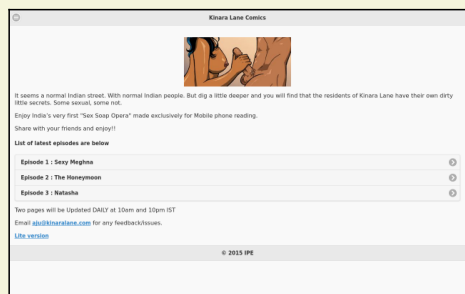 Kinara Lane Comics
It seems a normal Indian street. With normal Indian people. But dig a little deeper and you will find that the residents of Kinara Lane have their own dirty
little secrets. Some sexual, some not.
Enjoy India's very first "Sex Soap Opera" made exclusively for Mobile phone reading.
Share with your friends and enjoy!!
List of latest episodes are below
Episode 1 : Sexy Meghna
Episode 2 : The Honeymoon
Episode 3 : Natasha
Two pages will be Updated DAILY at 10am and 10pm IST
Email aju@kinaralane.com for any feedback/issues.
Lite version
© 2015 IPE